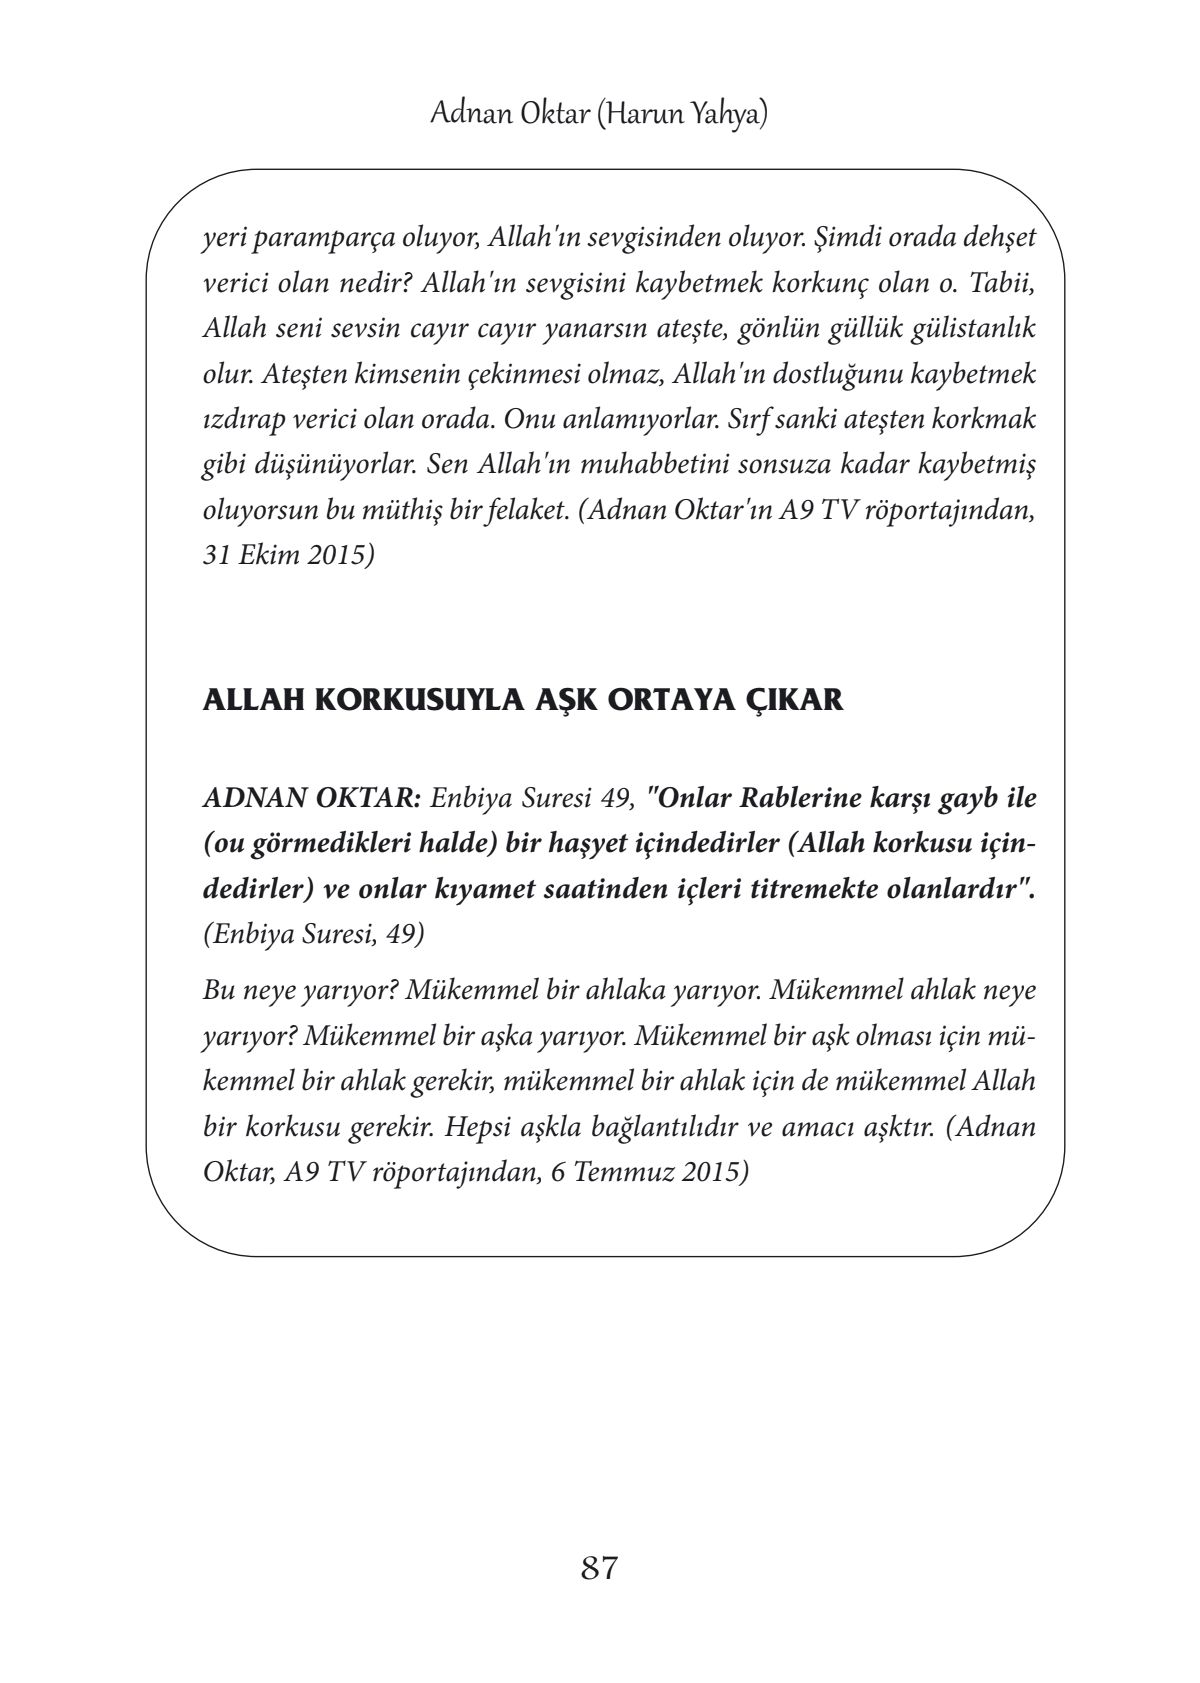 Adnan Oktar (Harun Yahya)
yeri paramparça oluyor, Allah'ın sevgisinden oluyor. Şimdi orada dehşet
verici olan nedir? Allah'ın sevgisini kaybetmek korkunç olan o. Tabii,
Allah seni sevsin cayır cayır yanarsın ateşte, gönlün güllük gülistanlık
olur. Ateşten kimsenin çekinmesi olmaz, Allah'ın dostluğunu kaybetmek
ızdırap verici olan orada. Onu anlamıyorlar. Sırf sanki ateşten korkmak
gibi düşünüyorlar. Sen Allah'ın muhabbetini sonsuza kadar kaybetmiş
oluyorsun bu müthiş bir felaket. (Adnan Oktar'ın A9 TV röportajından,
31 Ekim 2015)
ALLAH KORKUSUYLA AŞK ORTAYA ÇIKAR
ADNAN OKTAR: Enbiya Suresi 49, "Onlar Rablerine karşı gayb ile
(ou görmedikleri halde) bir haşyet içindedirler (Allah korkusu için-
dedirler) ve onlar kıyamet saatinden içleri titremekte olanlardır".
(Enbiya Suresi, 49)
Bu neye yarıyor? Mükemmel bir ahlaka yarıyor. Mükemmel ahlak neye
yarıyor? Mükemmel bir aşka yarıyor. Mükemmel bir aşk olması için mü-
kemmel bir ahlak gerekir, mükemmel bir ahlak için de mükemmel Allah
bir korkusu gerekir. Hepsi aşkla bağlantılıdır ve amacı aşktır. (Adnan
Oktar, A9 TV röportajından, 6 Temmuz 2015)
87